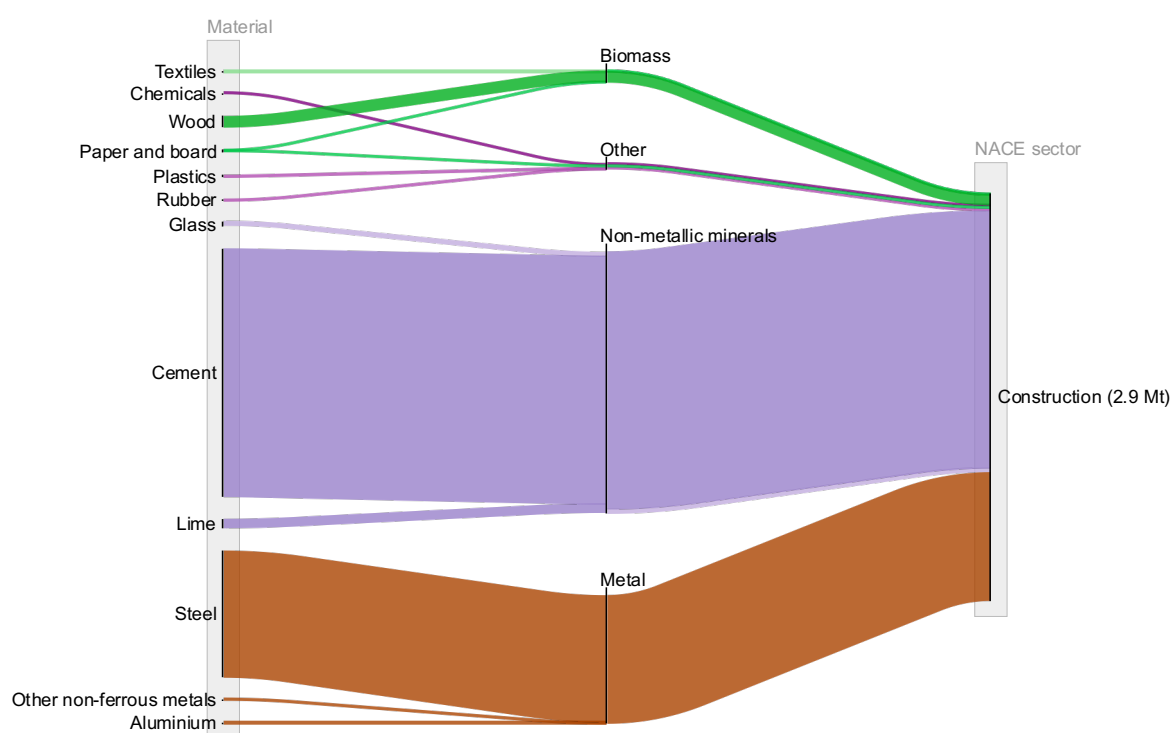 Material
Textiles
Chemicals
Wood
Paper and board
Plastics
Rubber
Glass
Cement
Lime
Steel
Other non-ferrous metals
Aluminium
Biomass
Other
Non-metallic minerals
Metal
NACE sector
Construction (2.9 Mt)